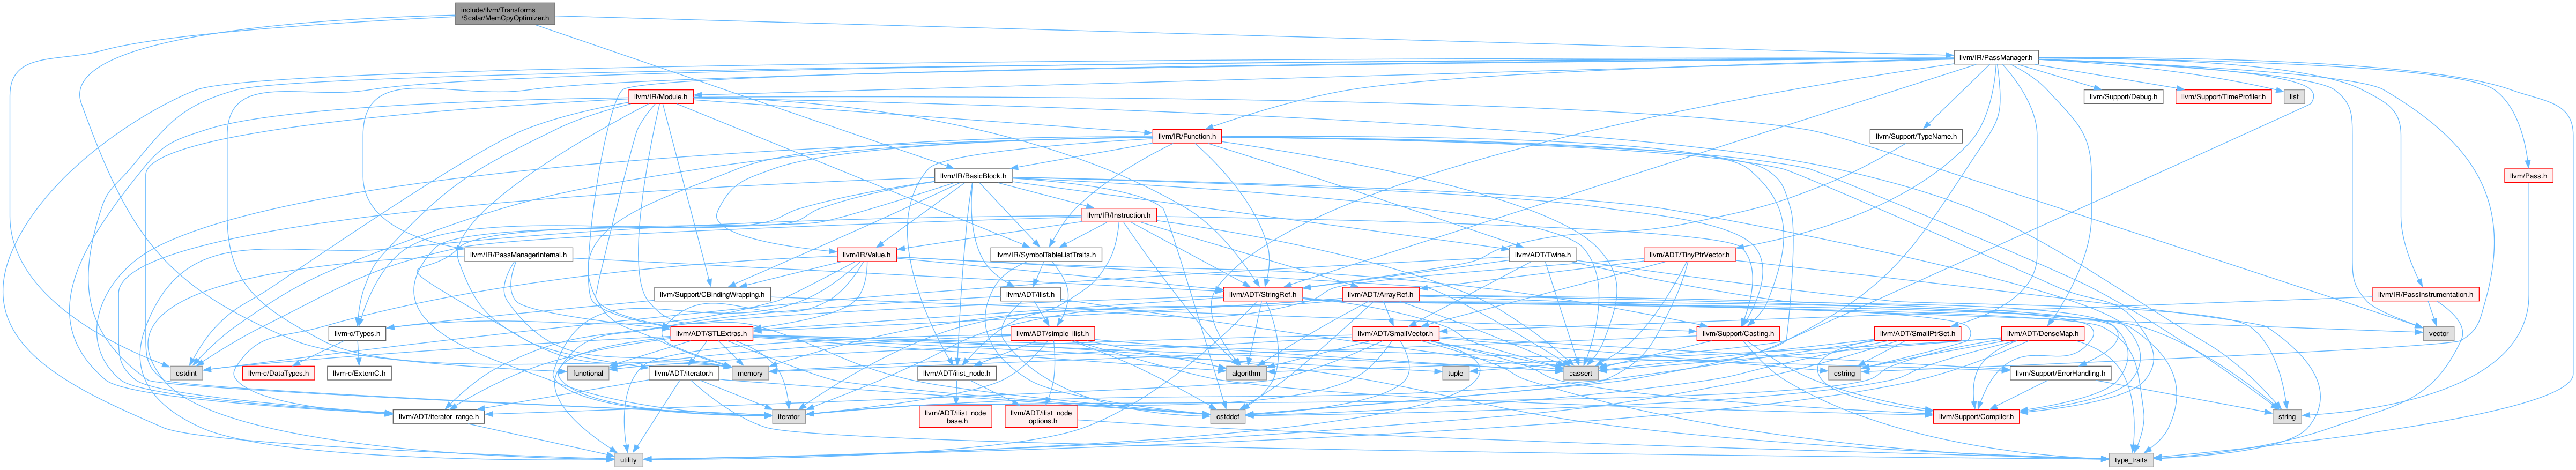 include/llvm/Transforms
/Scalar/MemCpyOptimizer.h
llvm/IR/PassManager.h
llvm/IR/Module.h
llvm/Support/Debug.h
llvm/Support/TimeProfiler.h
list
llvm/IR/Function.h
llvm/Support/TypeName.h
llvm/IR/BasicBlock.h
llvm/Pass.h
llvm/IR/Instruction.h
llvm/IR/PassManagerInternal.h
llvm/IR/Value.h
llvm/IR/SymbolTableListTraits.h
llvm/ADT/Twine.h
llvm/ADT/TinyPtrVector.h
llvm/Support/CBindingWrapping.h
llvm/ADT/ilist.h
llvm/ADT/StringRef.h
llvm/ADT/ArrayRef.h
llvm/IR/PassInstrumentation.h
llvm-c/Types.h
llvm/ADT/STLExtras.h
llvm/ADT/simple_ilist.h
llvm/Support/Casting.h
llvm/ADT/SmallVector.h
llvm/ADT/SmallPtrSet.h
llvm/ADT/DenseMap.h
vector
cstdint
llvm-c/DataTypes.h
llvm-c/ExternC.h
functional
llvm/ADT/iterator.h
memory
llvm/ADT/ilist_node.h
tuple
algorithm
cassert
cstring
llvm/Support/ErrorHandling.h
llvm/ADT/iterator_range.h
iterator
llvm/ADT/ilist_node
_base.h
llvm/ADT/ilist_node
_options.h
cstddef
llvm/Support/Compiler.h
string
utility
type_traits